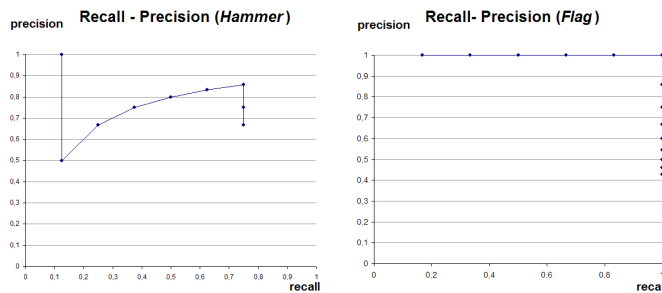 Recall - Precision (Hammer)
precision
1
0,9
0,8
0,7
0,6
0,5
0,4
0,3
0,2
0,1
0
0 0,1 0,2 0,3 0,4 0,5 0,6 0,7 0,8 0,9 1
recall
Recall- Precision (Flag)
precision
1
0,9
0,8
0,7
0,6
0,5
0,4
0,3
0,2
0,1
0
0 0,2 0,4 0,6 0,8 1
recal